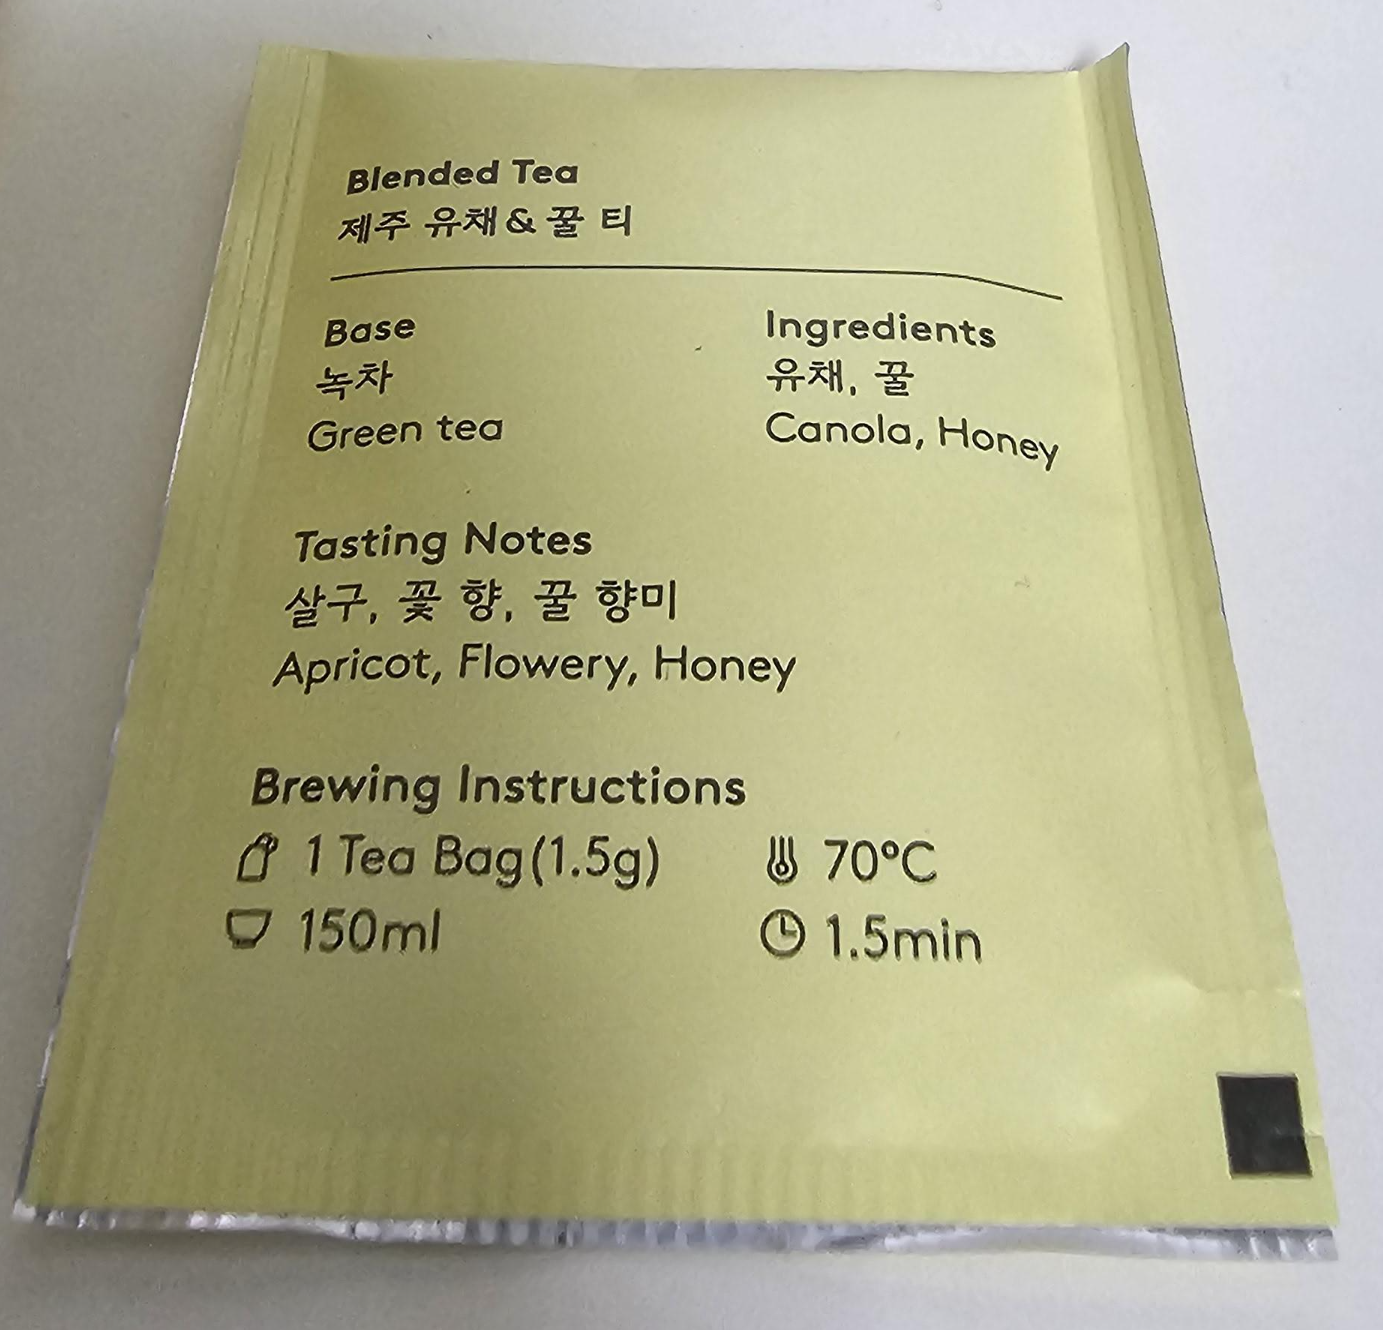 Blended Tea
제주 유채 & 꿀 티
Base
녹차
Green tea
Ingredients
유채, 꿀
Canola, Honey
Tasting Notes
살구, 꽃 향, 꿀 향미
Apricot, Flowery, Honey
Brewing Instructions
1 Tea Bag(1.5g)
70°C
150ml
1.5min